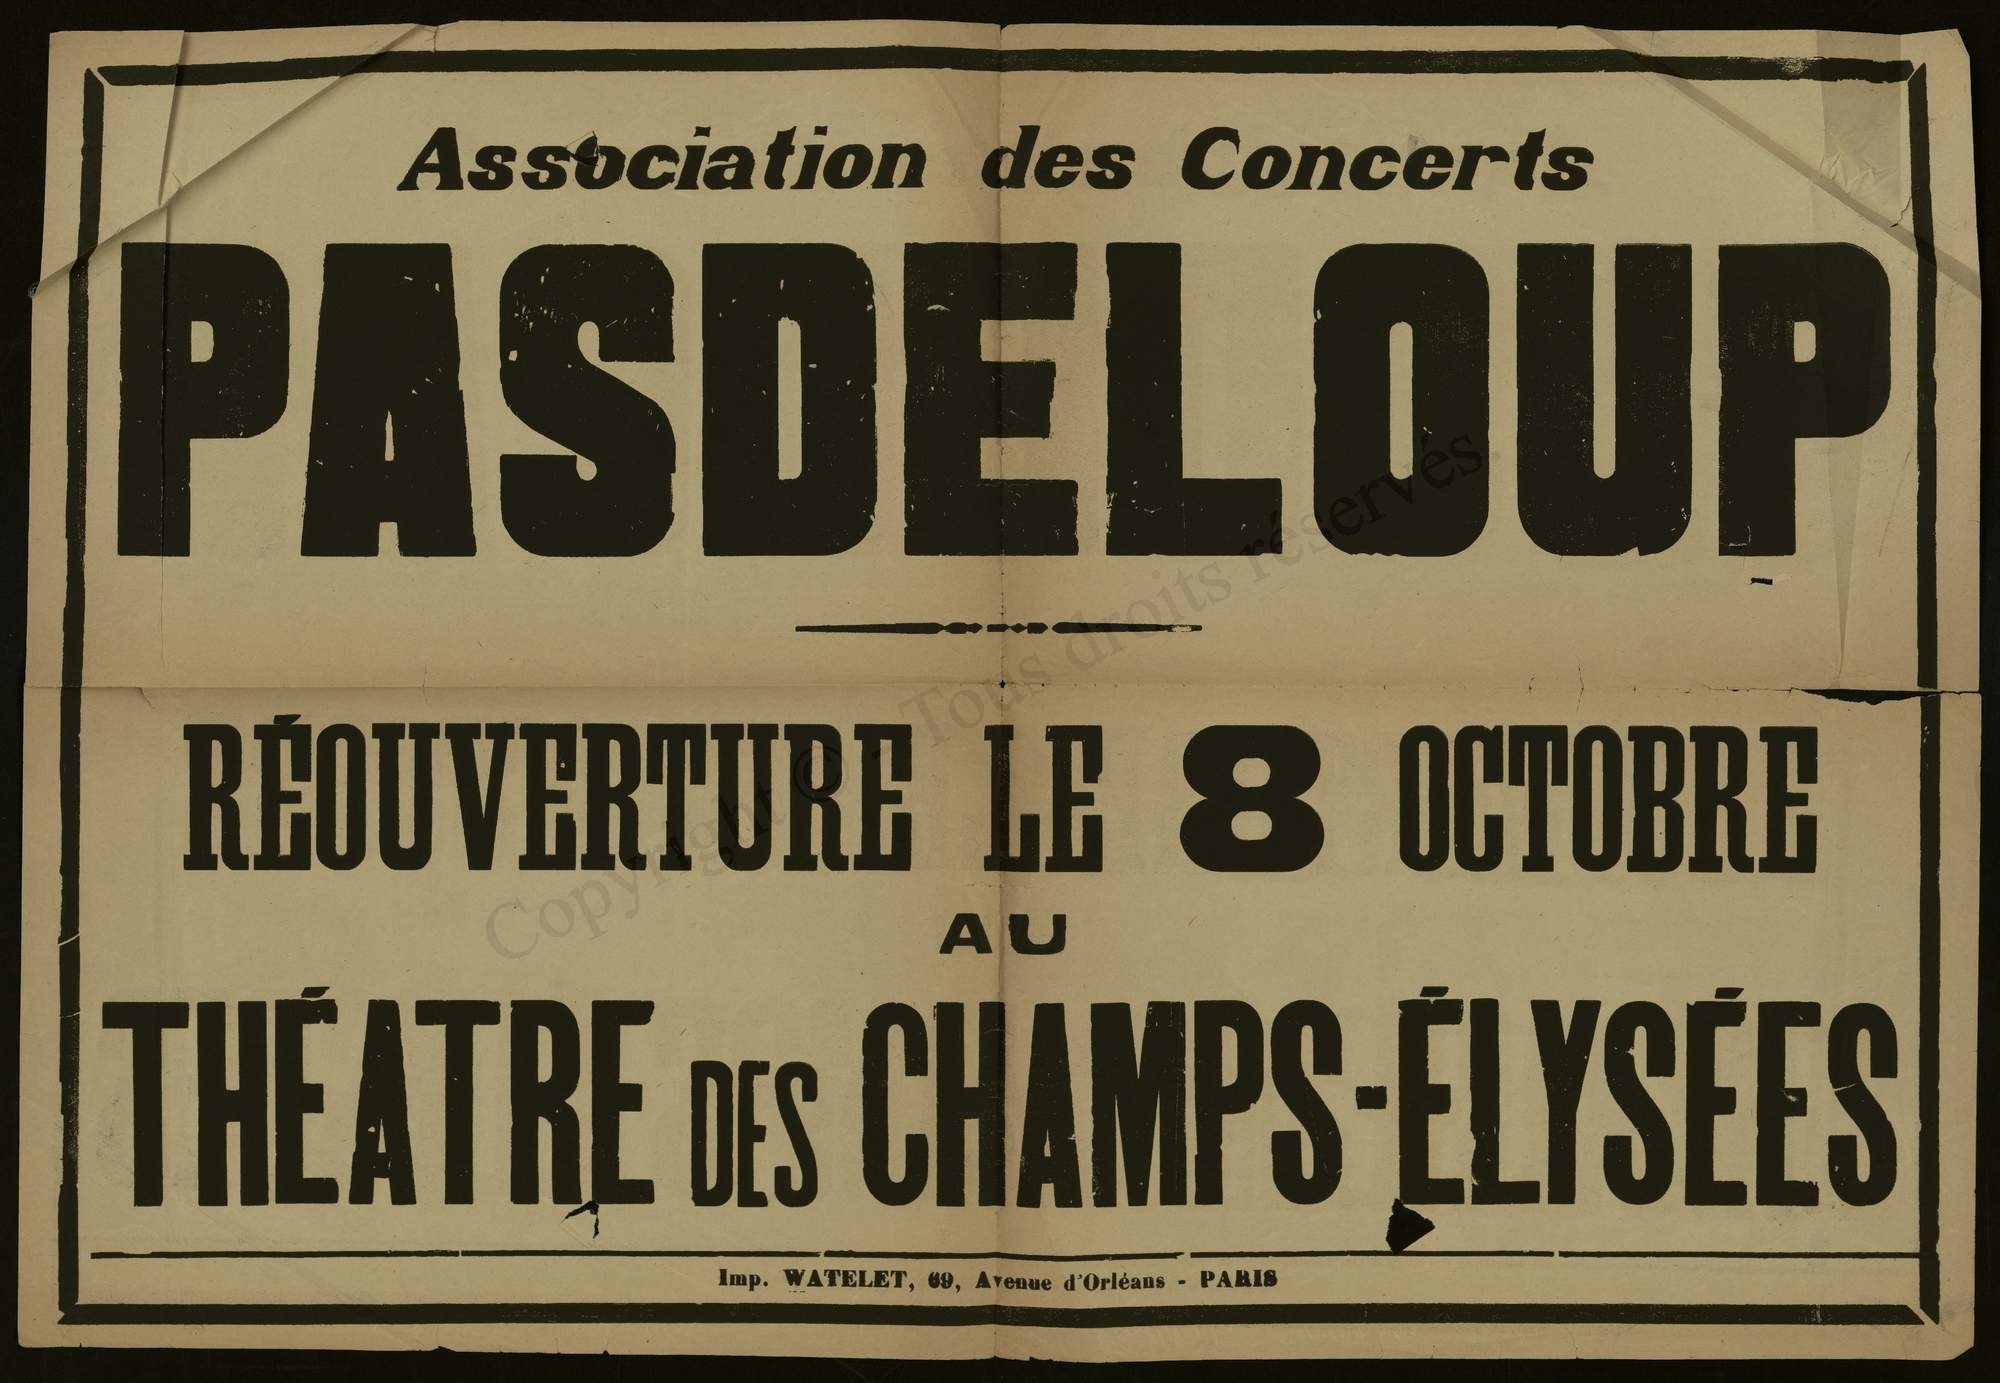 Association des Concerts
PASDELOUP
RÉOUVERTURE LE 8 OCTOBRE
AU
THÉATRE DES CHAMPS-ÉLYSÉES
Imp. WATELET, 69, Avenue d'Orléans - PARIS
Copyright © - Tous droits réservés